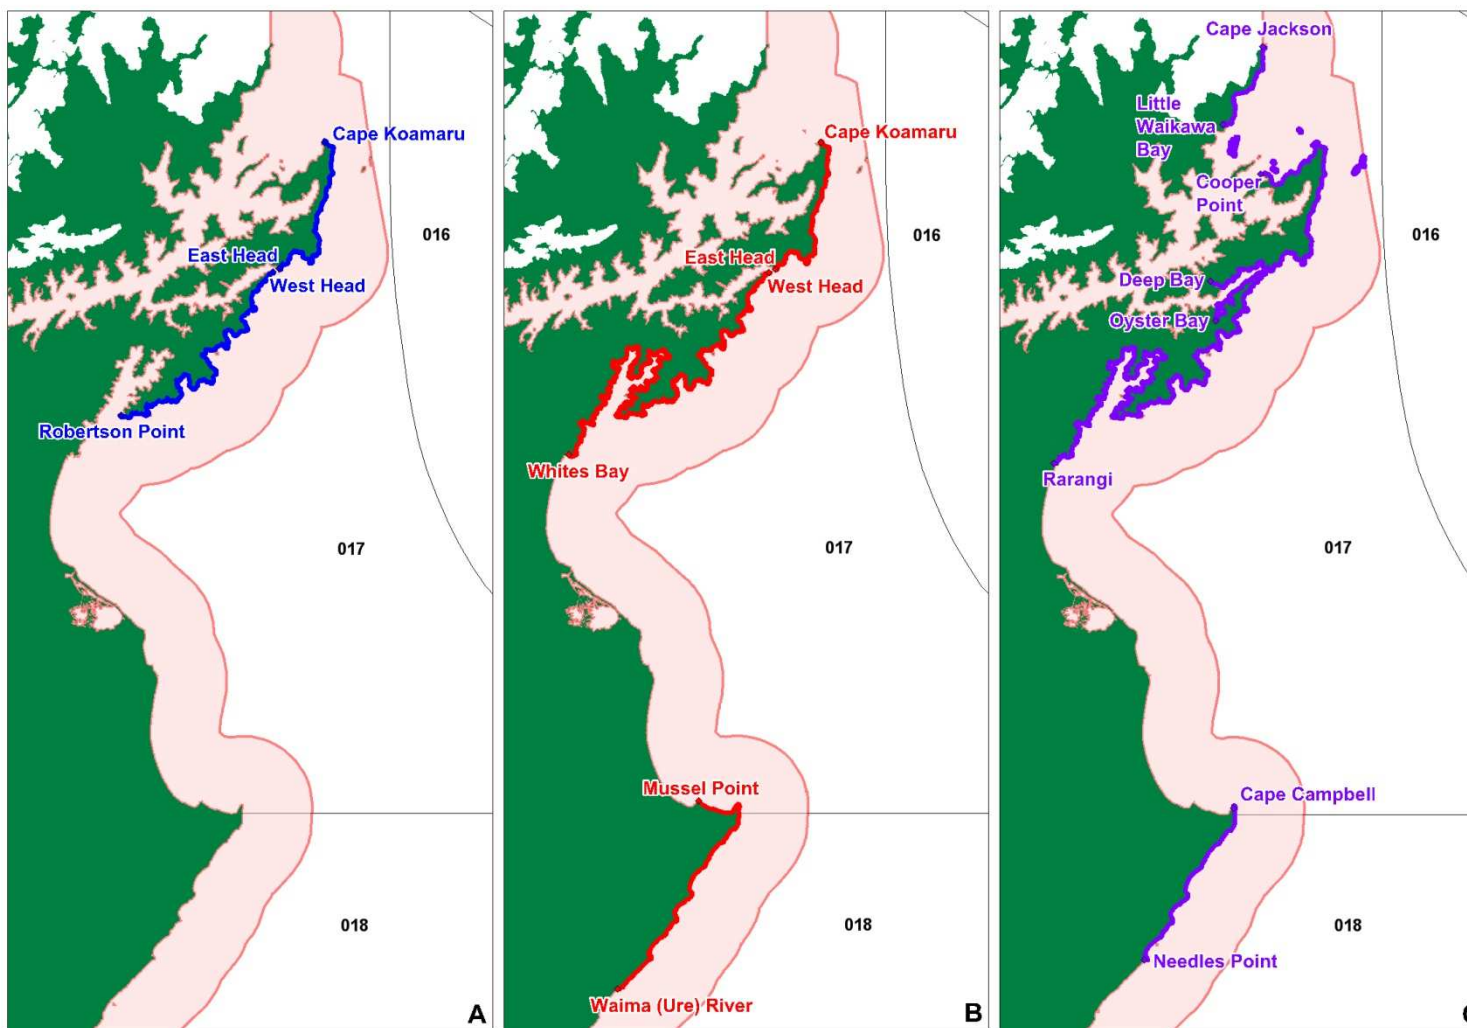 Cape Koamaru
016
East Head
West Head
Robertson Point
017
018
A
Cape Koamaru
016
East Head
West Head
Whites Bay
017
Mussel Point
018
Waima (Ure) River
B
Cape Jackson
Little
Waikawa
Bay
Cooper
Point
016
Deep Bay
Oyster Bay
Rarangi
017
Cape Campbell
018
Needles Point